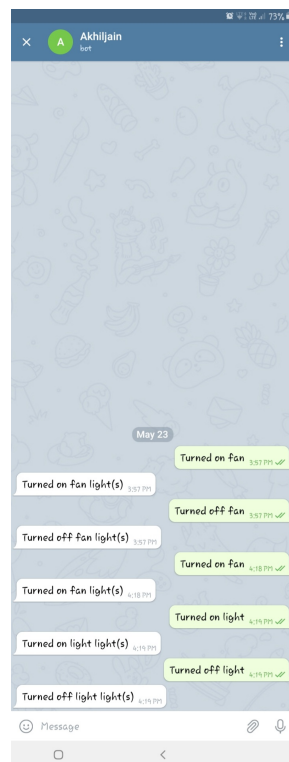 73%
A
Akhiljain
bot
May 23
Turned on fan 3:57 PM
Turned on fan light(s) 3:57 PM
Turned off fan 3:57 PM
Turned off fan light(s) 3:57 PM
Turned on fan 4:18 PM
Turned on fan light(s) 4:18 PM
Turned on light 4:19 PM
Turned on light light(s) 4:19 PM
Turned off light 4:19 PM
Turned off light light(s) 4:19 PM
Message